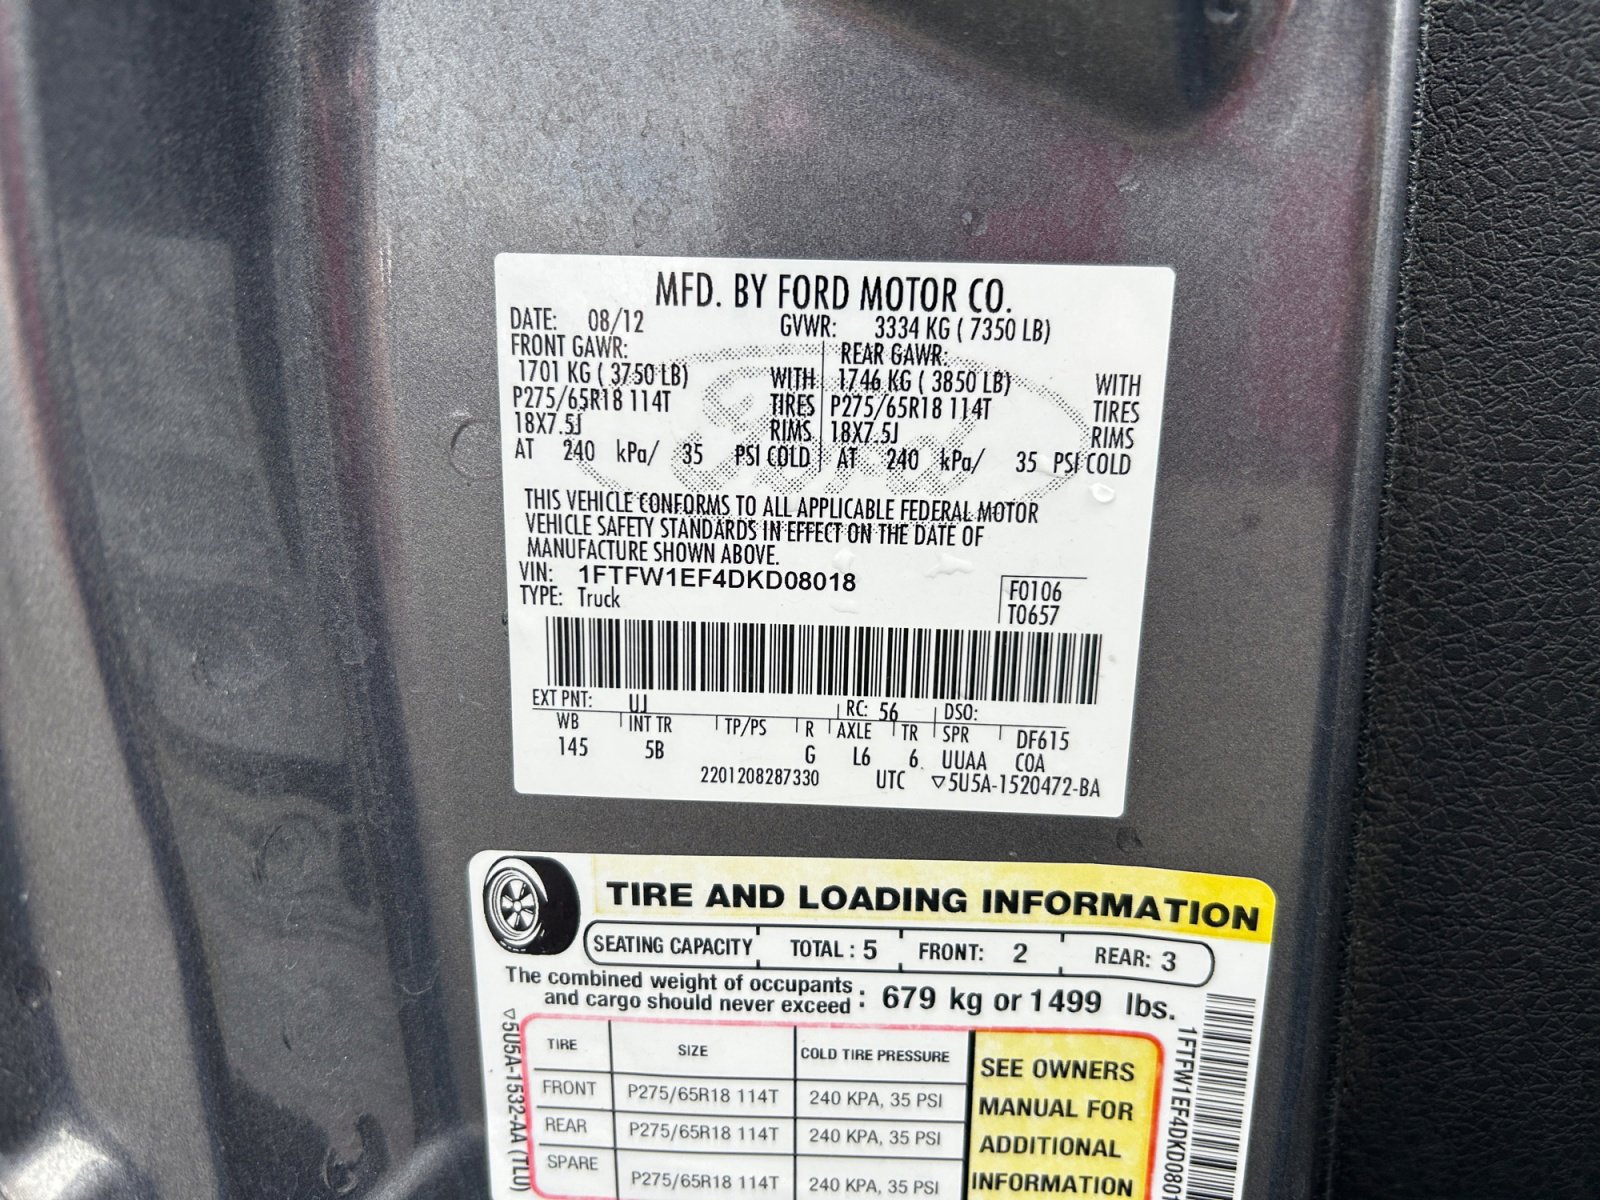 MFD. BY FORD MOTOR CO.
DATE: 08/12 GVWR: 3334 KG ( 7350 LB)
FRONT GAWR: REAR GAWR:
1701 KG ( 3750 LB) WITH 1746 KG ( 3850 LB) WITH
P275/65R18 114T TIRES P275/65R18 114T TIRES
18X7.5J RIMS 18X7.5J RIMS
AT 240 kPa/ 35 PSI COLD AT 240 kPa/ 35 PSI COLD
Ford
THIS VEHICLE CONFORMS TO ALL APPLICABLE FEDERAL MOTOR
VEHICLE SAFETY STANDARDS IN EFFECT ON THE DATE OF
MANUFACTURE SHOWN ABOVE.
VIN: 1FTFW1EF4DKD08018 F0106
TYPE: Truck T0657
EXT PNT: UJ RC: 56 DSO:
WB INT TR TP/PS R AXLE TR SPR DF615
145 5B G L6 6 UUAA COA
2201208287330 UTC ▽5U5A-1520472-BA
TIRE AND LOADING INFORMATION
SEATING CAPACITY TOTAL : 5 FRONT: 2 REAR: 3
The combined weight of occupants
and cargo should never exceed : 679 kg or 1499 lbs.
TIRE SIZE COLD TIRE PRESSURE
FRONT P275/65R18 114T 240 KPA, 35 PSI
REAR P275/65R18 114T 240 KPA, 35 PSI
SPARE P275/65R18 114T 240 KPA, 35 PSI
SEE OWNERS
MANUAL FOR
ADDITIONAL
INFORMATION
▽5U5A-1532-AA (TLU)
1FTFW1EF4DKD0801